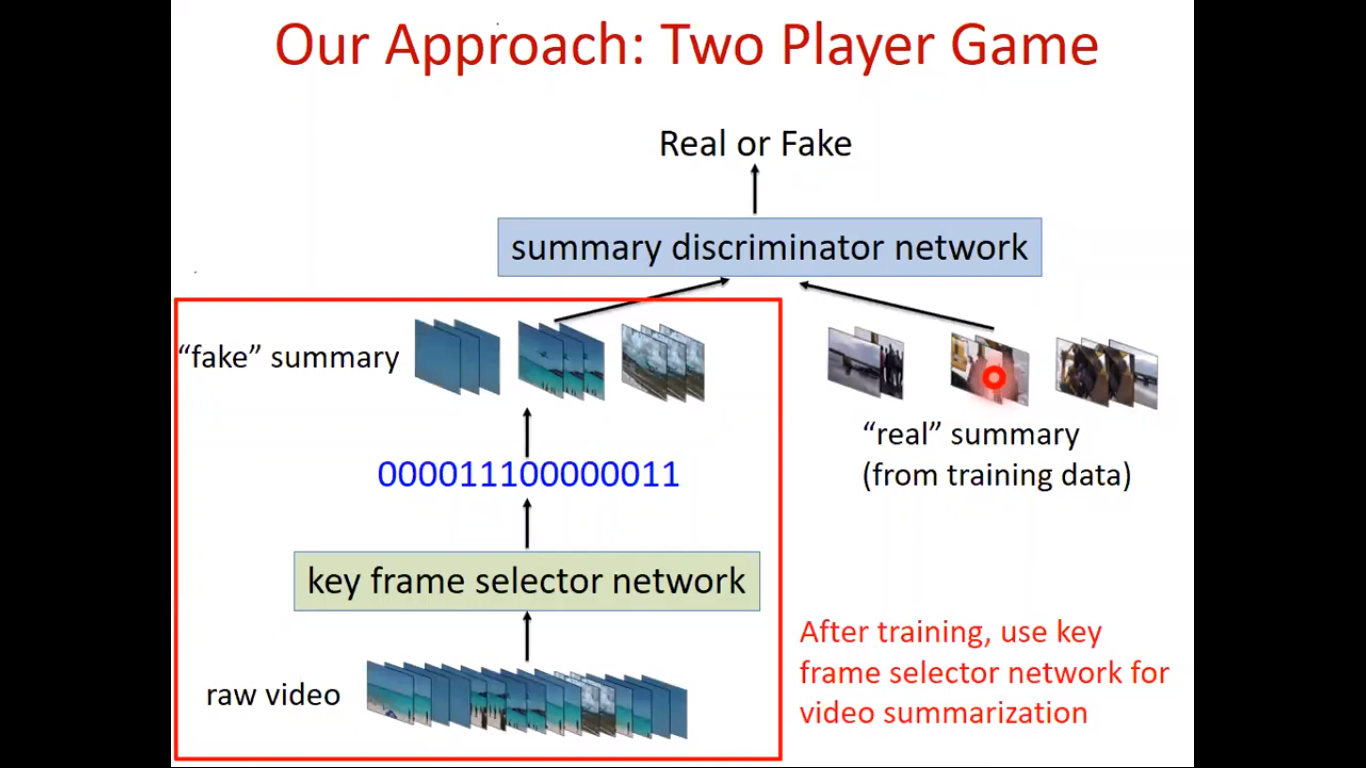 Our Approach: Two Player Game
Real or Fake
summary discriminator network
“fake” summary
“real” summary
(from training data)
000011100000011
key frame selector network
raw video
After training, use key
frame selector network for
video summarization